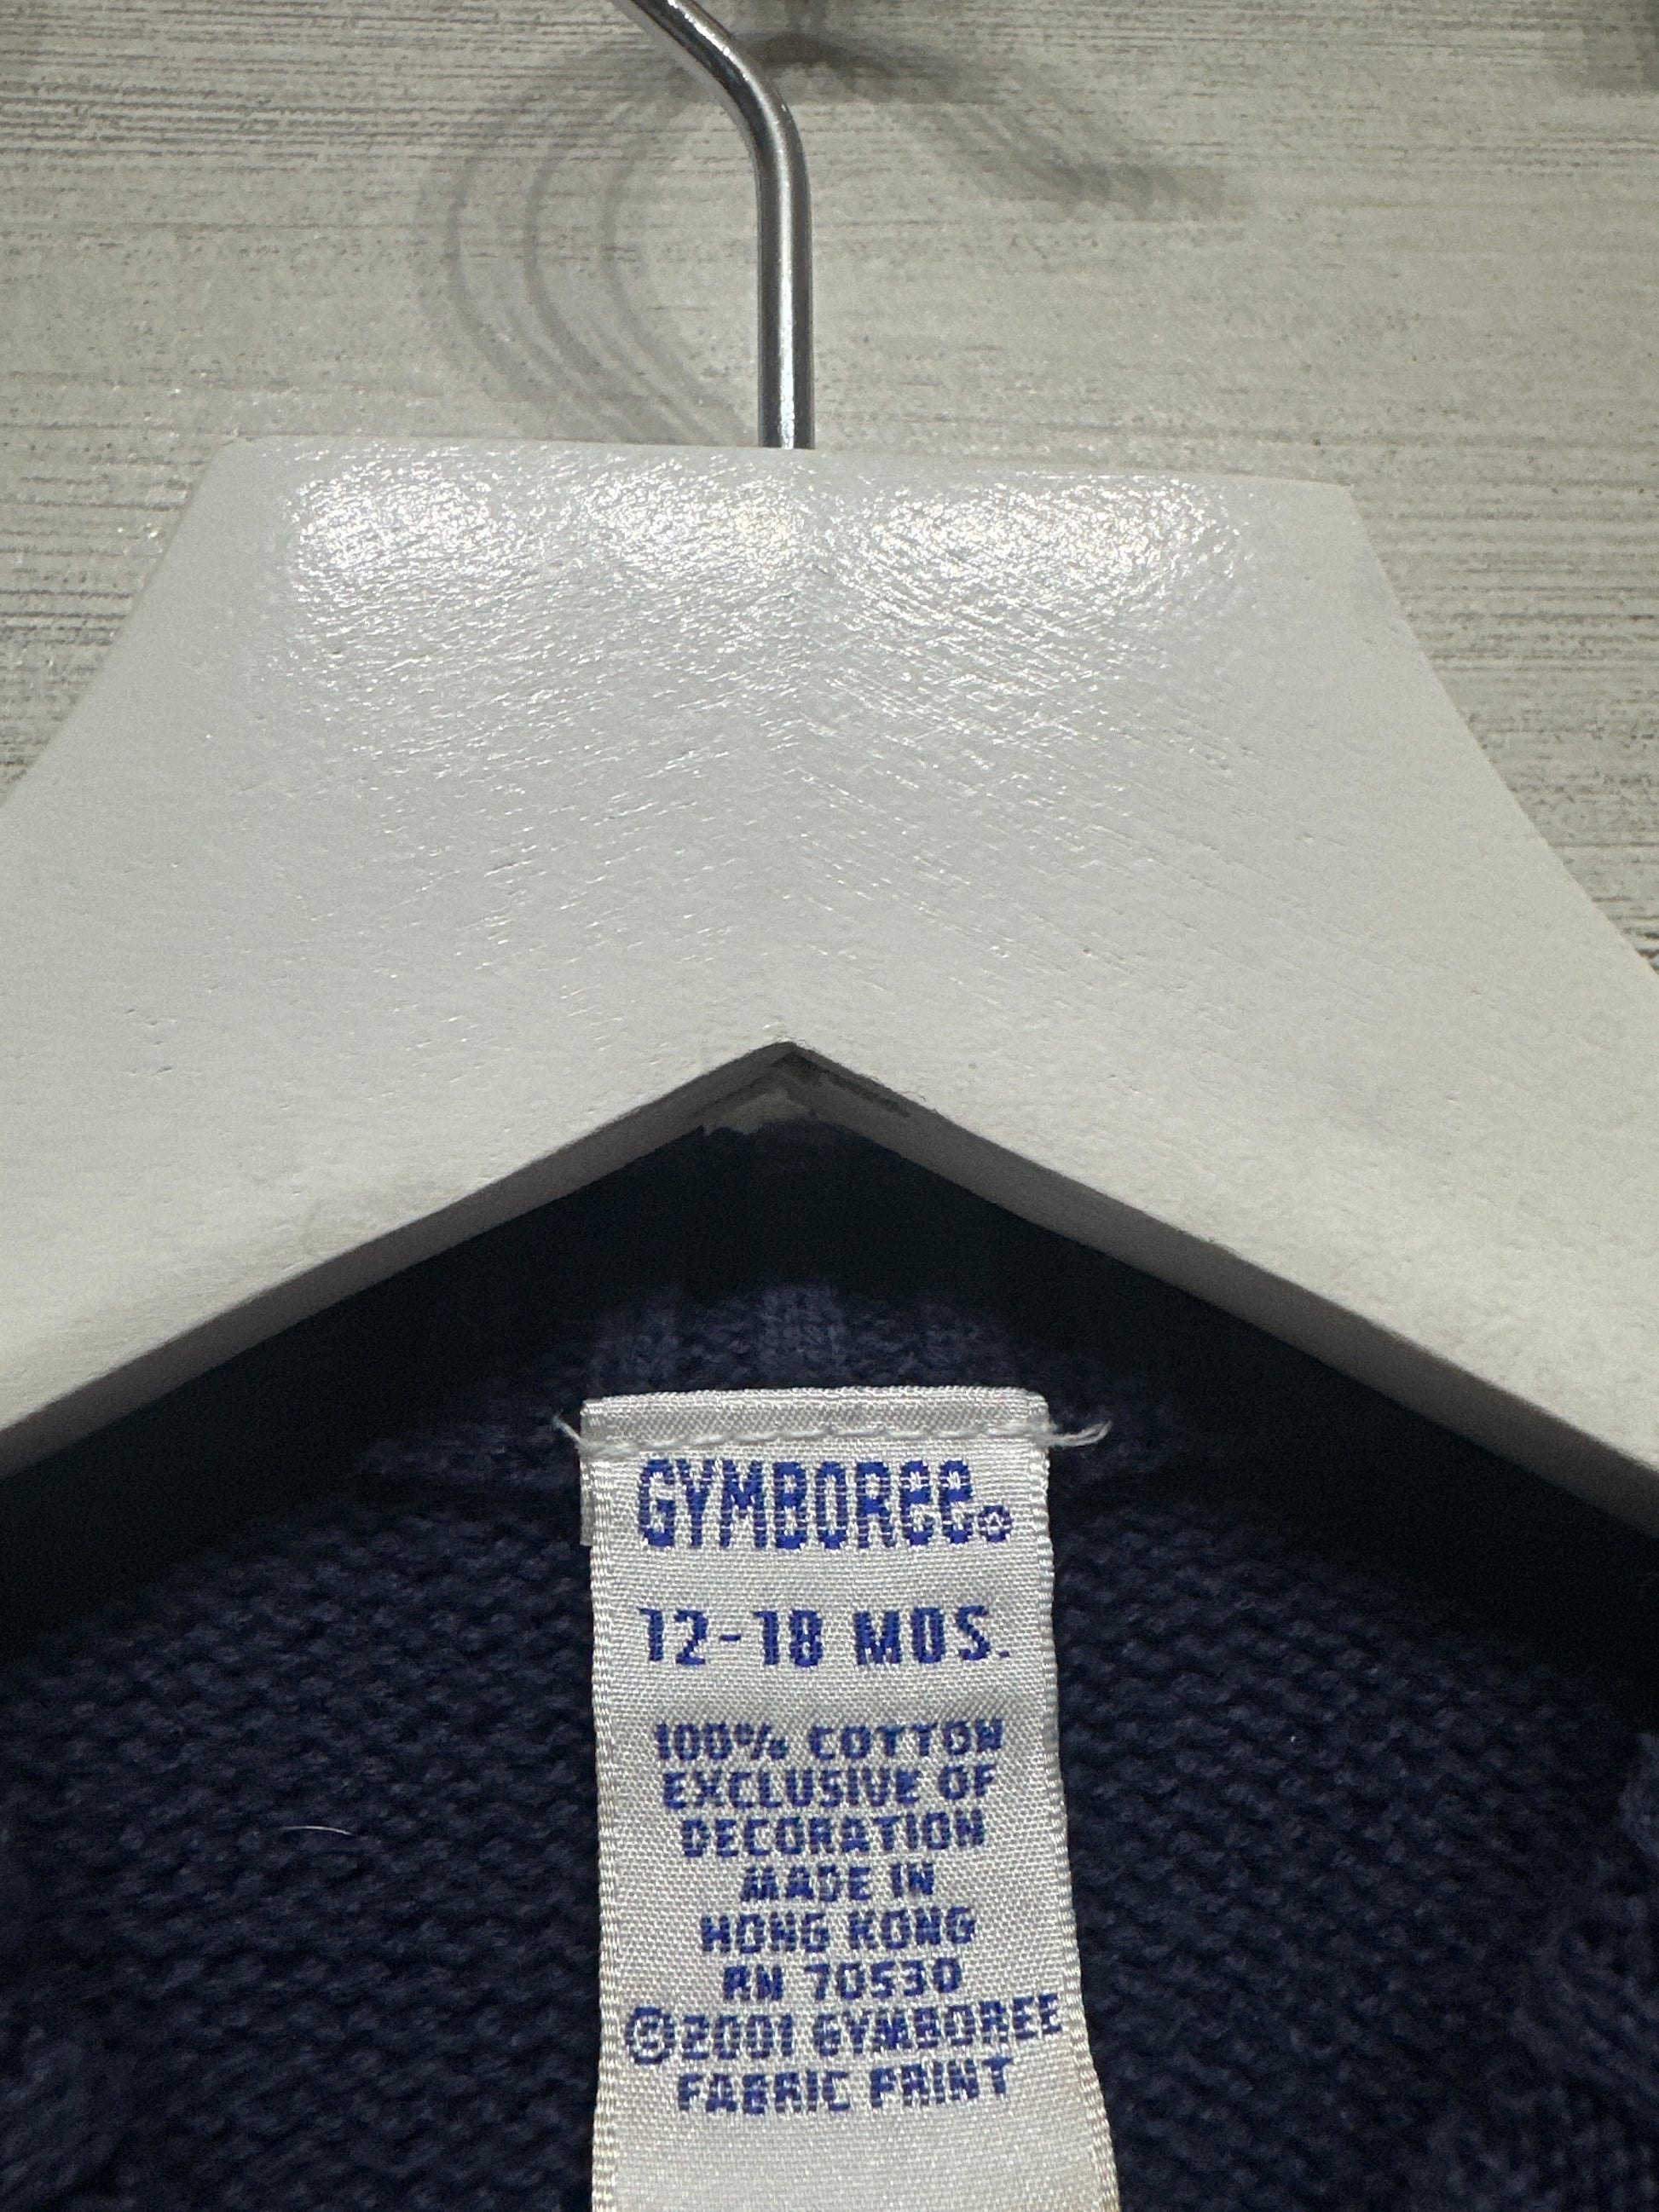 GYMBOREE®
12-18 MOS.
100% COTTON
EXCLUSIVE OF
DECORATION
MADE IN
HONG KONG
RN 70530
©2001 GYMBOREE
FABRIC PRINT